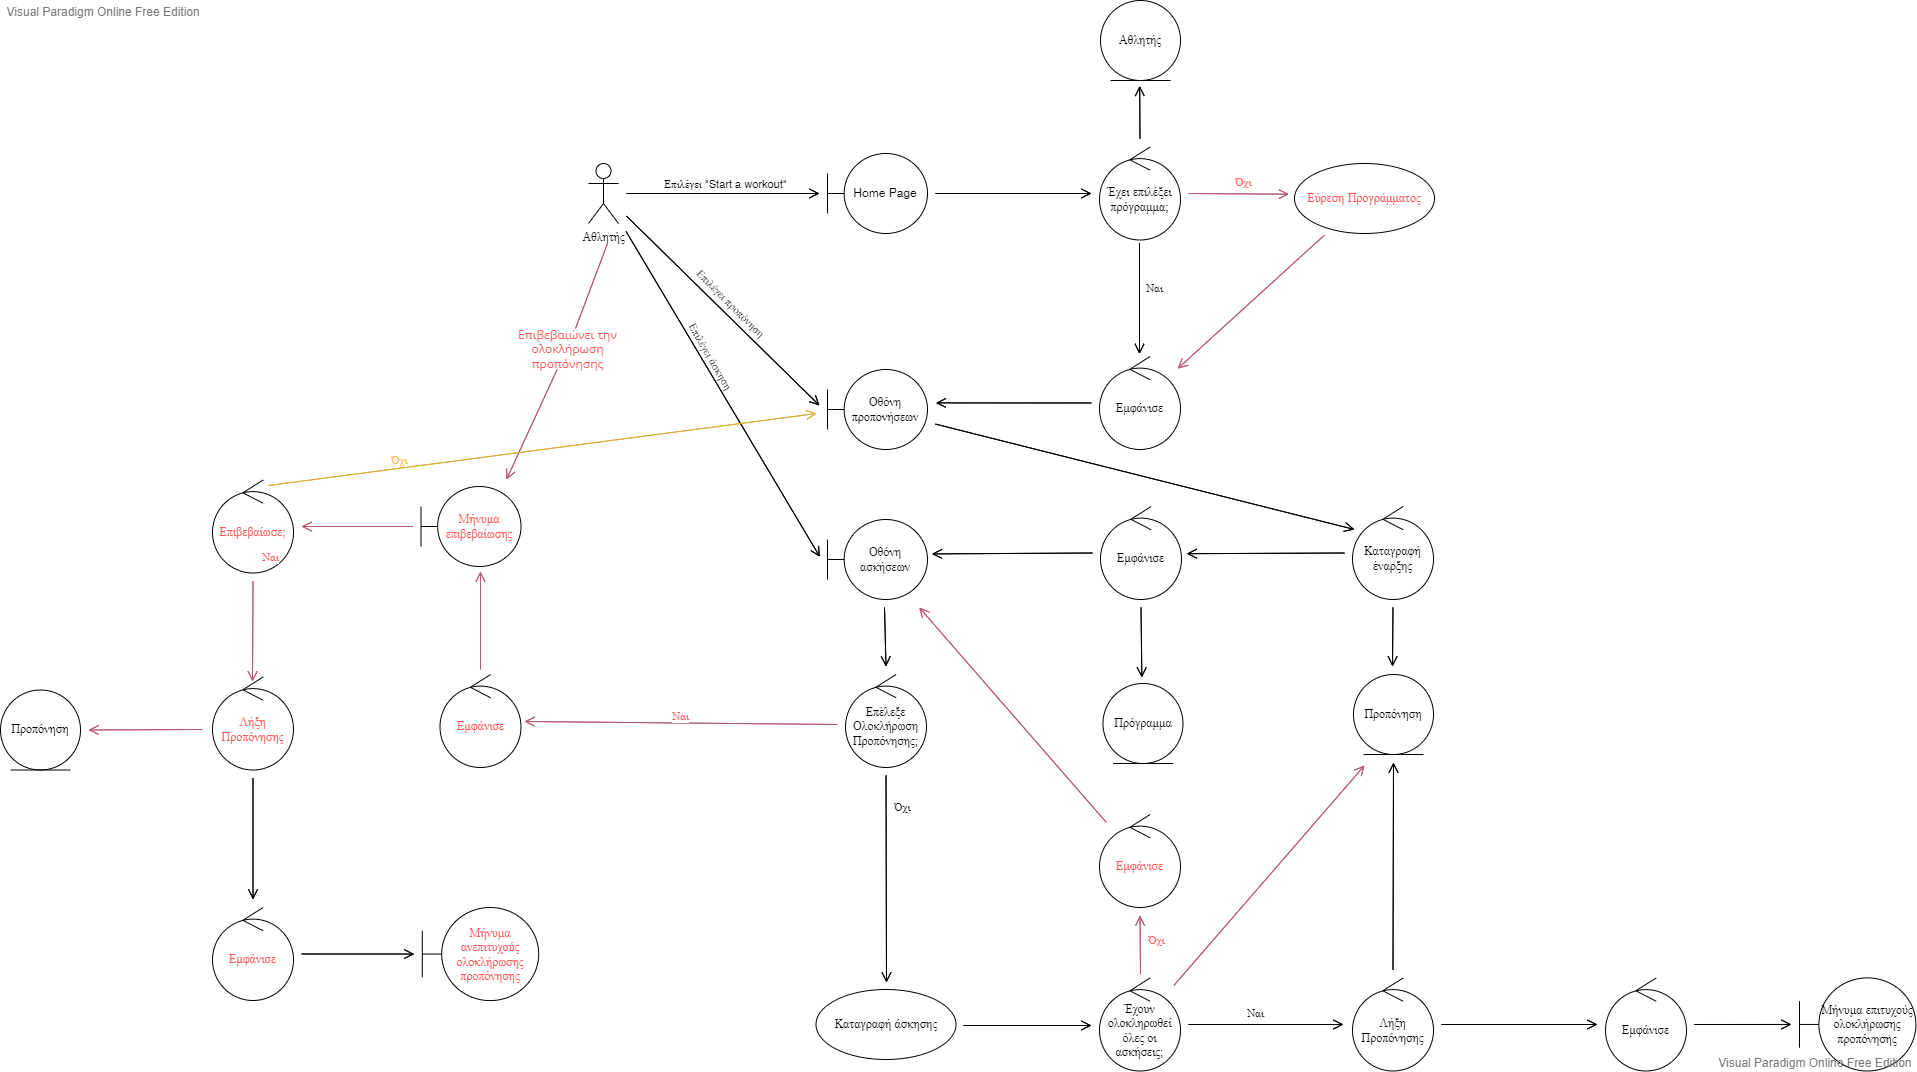 Visual Paradigm Online Free Edition
Αθλητής
Επιλέγει "Start a workout"
Home Page
Έχει επιλέξει
πρόγραμμα;
Όχι
Εύρεση Προγράμματος
Αθλητής
Ναι
Επιλέγει προπόνηση
Επιλέγει άσκηση
Επιβεβαιώνει την
ολοκλήρωση
προπόνησης
Οθόνη
προπονήσεων
Εμφάνισε
Όχι
Επιβεβαίωσε;
Ναι
Μήνυμα
επιβεβαίωσης
Οθόνη
ασκήσεων
Εμφάνισε
Καταγραφή
έναρξης
Προπόνηση
Λήξη
Προπόνησης
Εμφάνισε
Ναι
Επέλεξε
Ολοκλήρωση
Προπόνησης;
Πρόγραμμα
Προπόνηση
Όχι
Εμφάνισε
Όχι
Εμφάνισε
Μήνυμα
ανεπιτυχούς
ολοκλήρωσης
προπόνησης
Καταγραφή άσκησης
Έχουν
ολοκληρωθεί
όλες οι
ασκήσεις;
Ναι
Λήξη
Προπόνησης
Εμφάνισε
Μήνυμα επιτυχούς
ολοκλήρωσης
προπόνησης
Visual Paradigm Online Free Edition